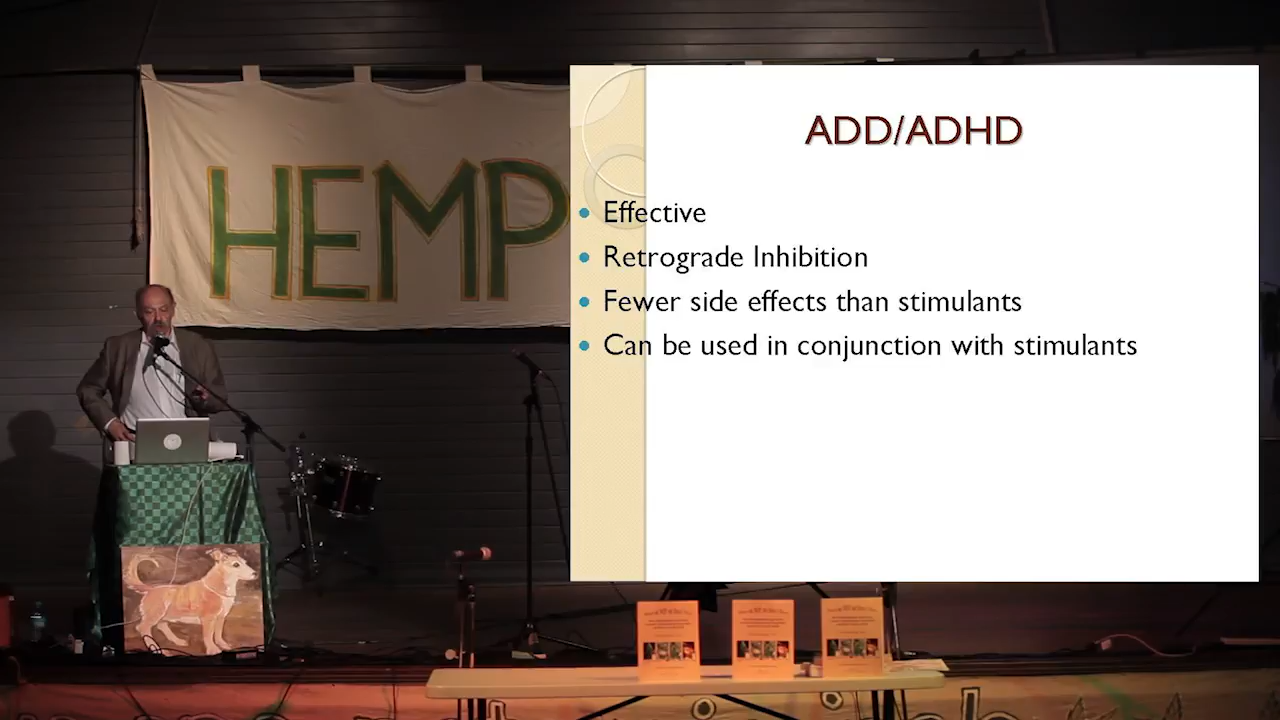 HEMP
ADD/ADHD
Effective
Retrograde Inhibition
Fewer side effects than stimulants
Can be used in conjunction with stimulants